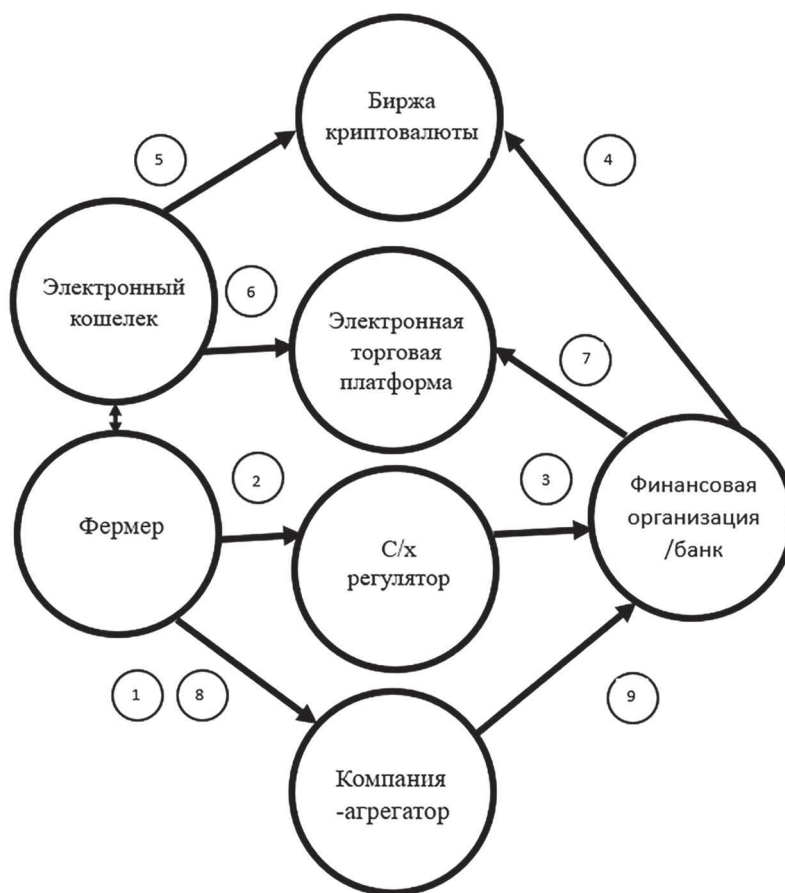 Биржа
криптовалюты
5
4
Электронный
кошелек
6
Электронная
торговая
платформа
7
Фермер
2
С/х
регулятор
3
Финансовая
организация
/банк
1
8
9
Компания
-агрегатор